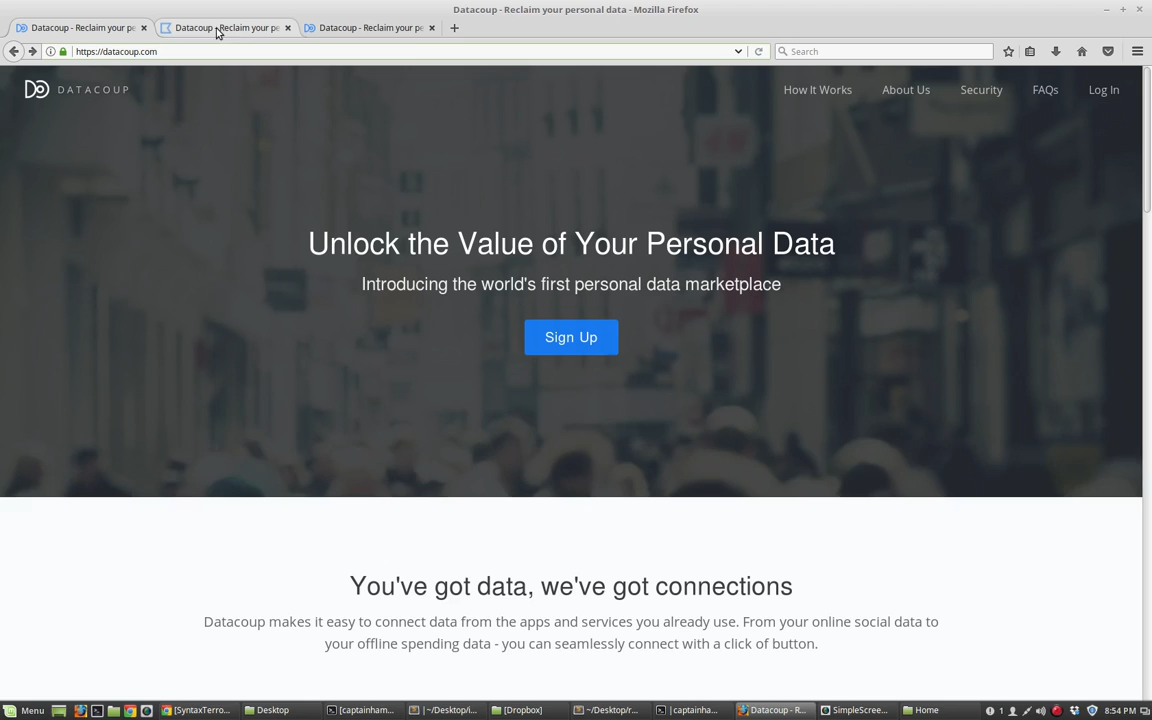 Datacoup - Reclaim your personal data - Mozilla Firefox
Datacoup - Reclaim your pe
Datacoup - Reclaim your pe
Datacoup - Reclaim your pe
https://datacoup.com
Search
DATACOUP
How It Works
About Us
Security
FAQs
Log In
Unlock the Value of Your Personal Data
Introducing the world's first personal data marketplace
Sign Up
You've got data, we've got connections
Datacoup makes it easy to connect data from the apps and services you already use. From your online social data to
your offline spending data - you can seamlessly connect with a click of button.
Menu
[SyntaxTerro...
Desktop
[captainham...
[~/Desktop/i...
[Dropbox]
~/Desktop/r...
[captainha...
Datacoup - R...
SimpleScree...
Home
1
8:54 PM